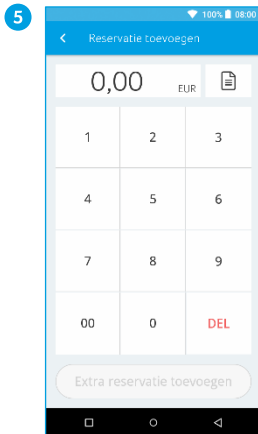 5
100% 08:00
Reservatie toevoegen
0,00 EUR
1 2 3
4 5 6
7 8 9
00 0 DEL
Extra reservatie toevoegen